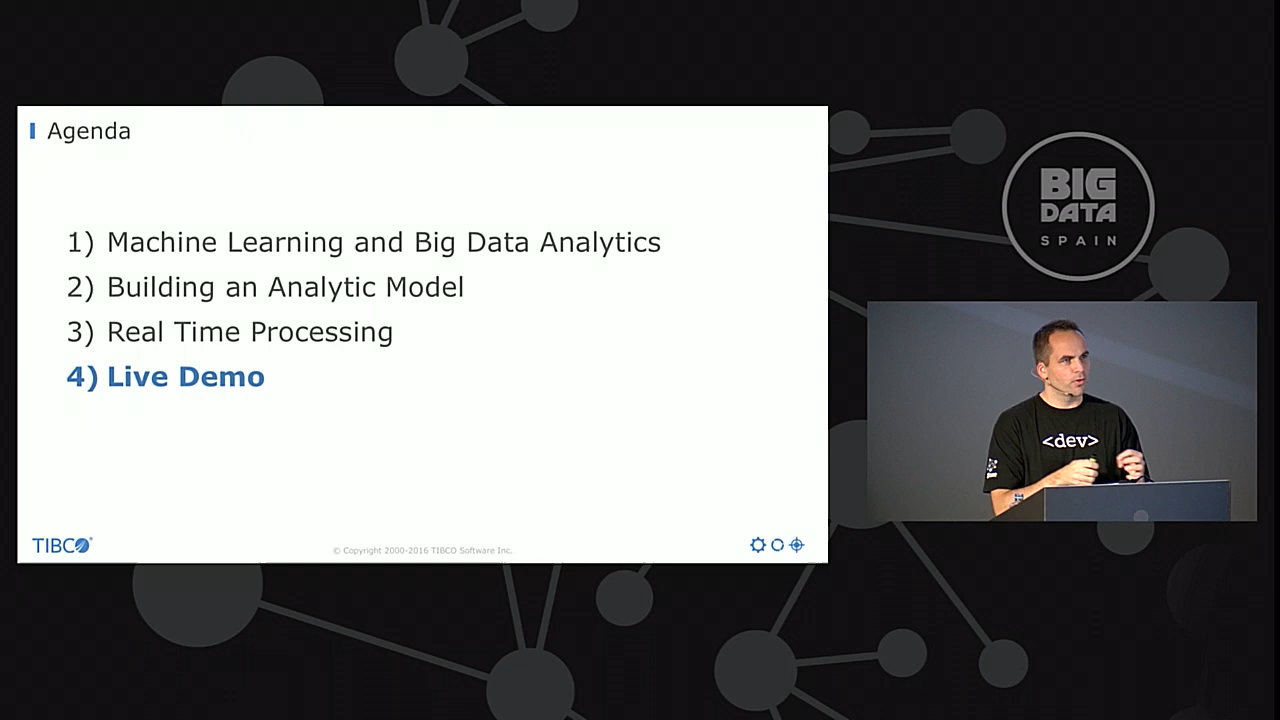 Agenda
1) Machine Learning and Big Data Analytics
2) Building an Analytic Model
3) Real Time Processing
4) Live Demo
TIBCO
© Copyright 2000-2016 TIBCO Software Inc.
BIG
DATA
SPAIN
<dev>